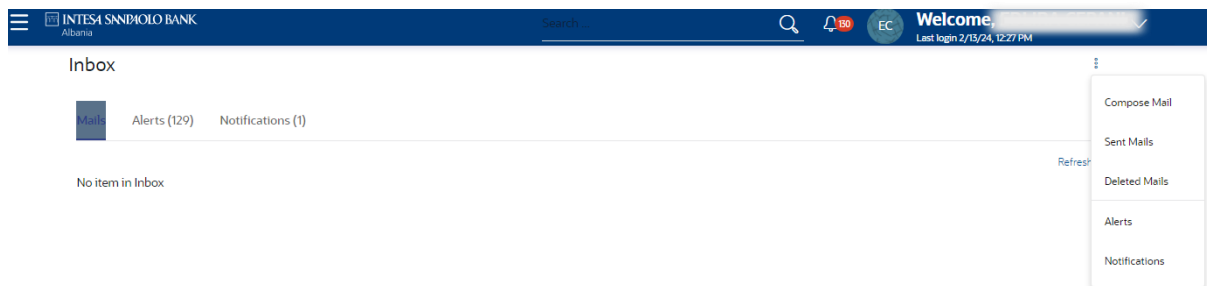 INTESA SANPAOLO BANK
Albania
Search ...
130
EC
Welcome,
Last login 2/13/24, 12:27 PM
Inbox
Mails
Alerts (129)
Notifications (1)
Refresh
No item in Inbox
Compose Mail
Sent Mails
Deleted Mails
Alerts
Notifications